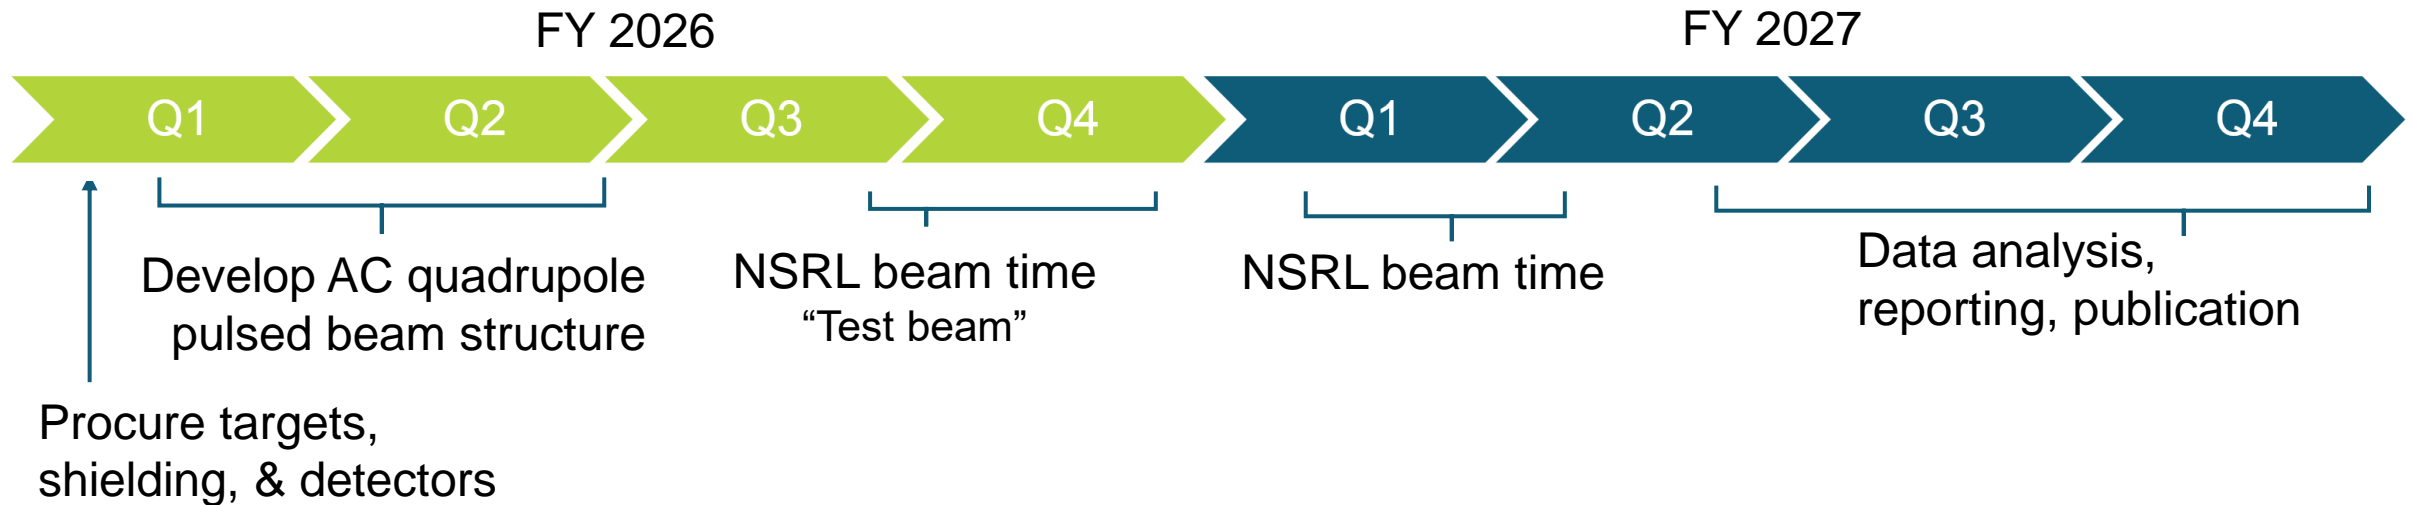 FY 2026
FY 2027
Q1
Q2
Q3
Q4
Q1
Q2
Q3
Q4
Develop AC quadrupole
pulsed beam structure
NSRL beam time
“Test beam”
NSRL beam time
Data analysis,
reporting, publication
Procure targets,
shielding, & detectors